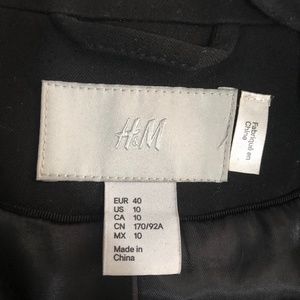 H&M
EUR 40
US 10
CA 10
CN 170/92A
MX 10
Made in
China
Fabriqué en
Chine